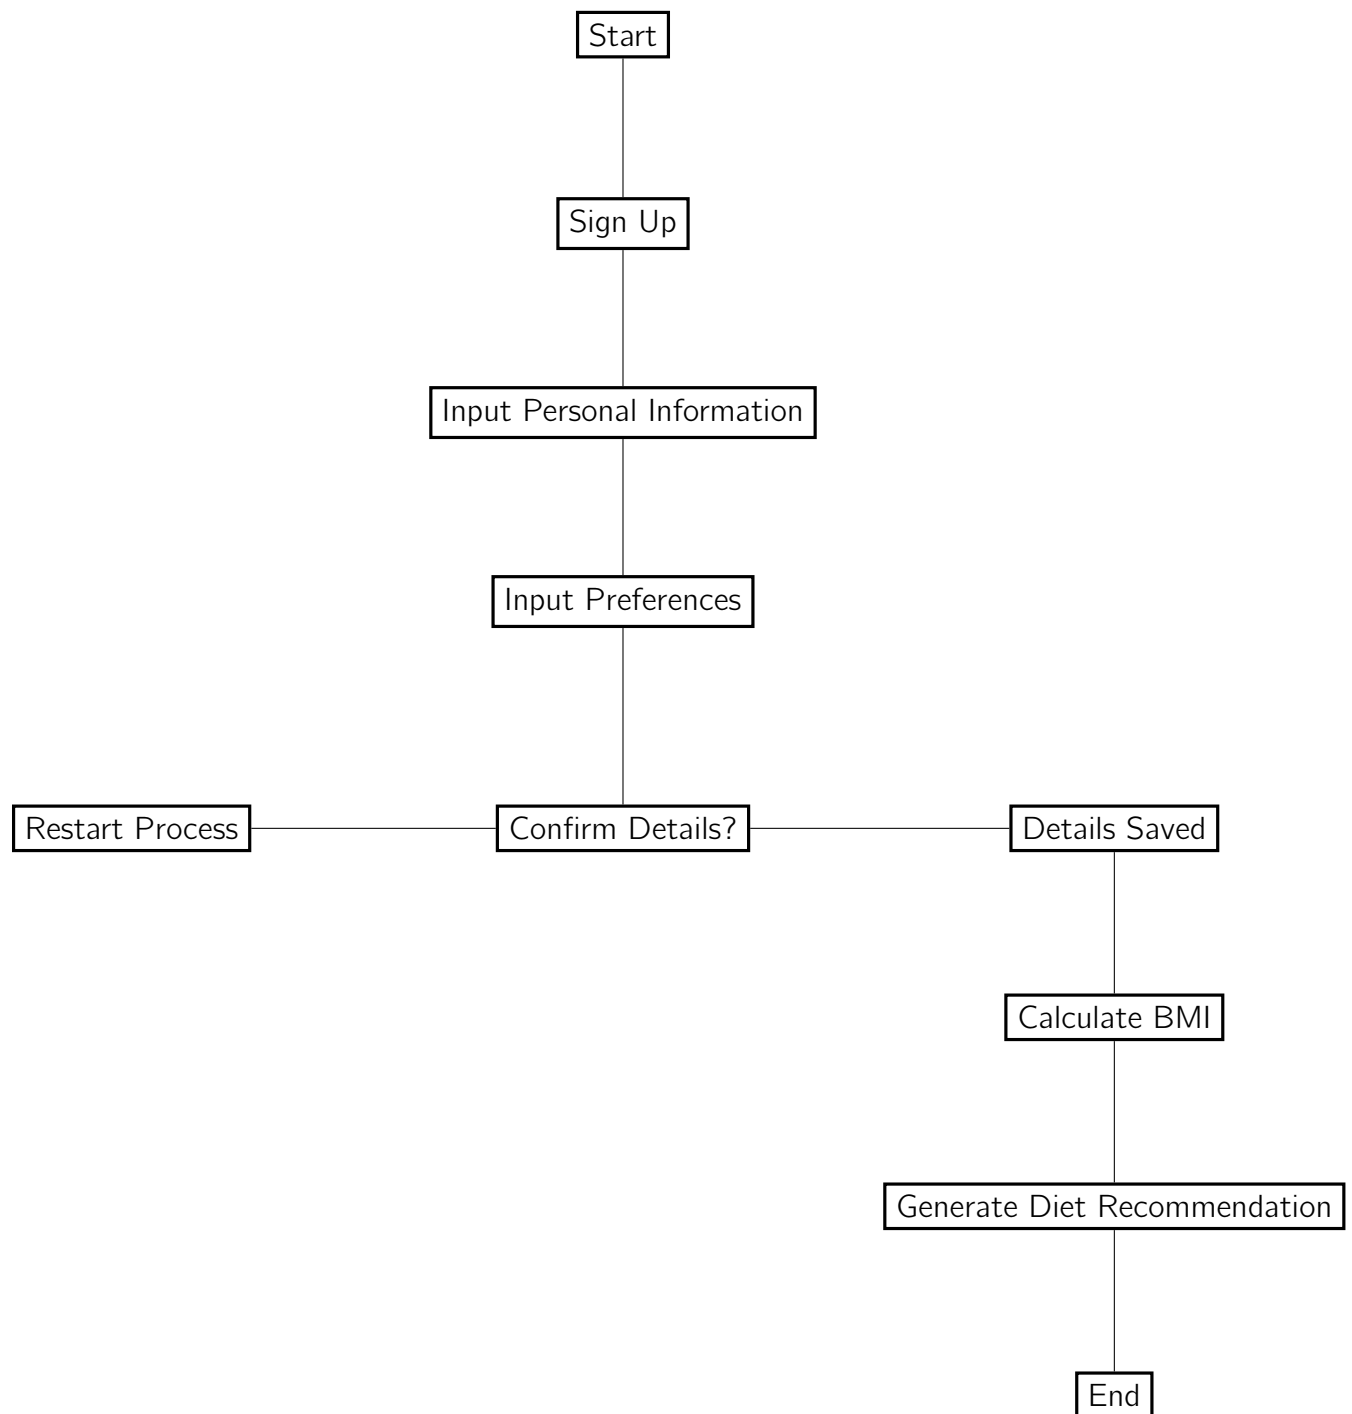 Start
Sign Up
Input Personal Information
Input Preferences
Restart Process
Confirm Details?
Details Saved
Calculate BMI
Generate Diet Recommendation
End